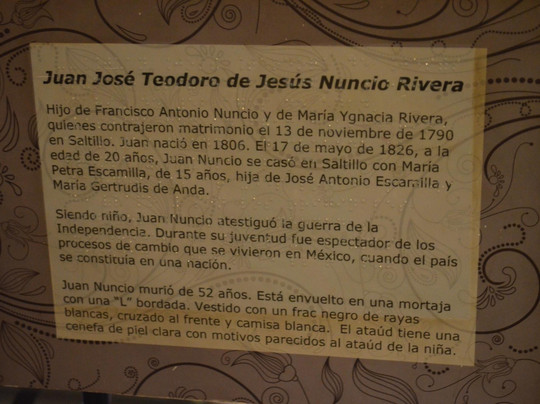 Juan José Teodoro de Jesús Nuncio Rivera
Hijo de Francisco Antonio Nuncio y de María Ygnacia Rivera,
quienes contrajeron matrimonio el 13 de noviembre de 1790
en Saltillo. Juan nació en 1806. El 17 de mayo de 1826, a la
edad de 20 años, Juan Nuncio se casó en Saltillo con María
Petra Escamilla, de 15 años, hija de José Antonio Escamilla y
María Gertrudis de Anda.
Siendo niño, Juan Nuncio atestiguó la guerra de la
Independencia. Durante su juventud fue espectador de los
procesos de cambio que se vivieron en México, cuando el país
se constituía en una nación.
Juan Nuncio murió de 52 años. Está envuelto en una mortaja
con una "L" bordada. Vestido con un frac negro de rayas
blancas, cruzado al frente y camisa blanca. El ataúd tiene una
cenefa de piel clara con motivos parecidos al ataúd de la niña.